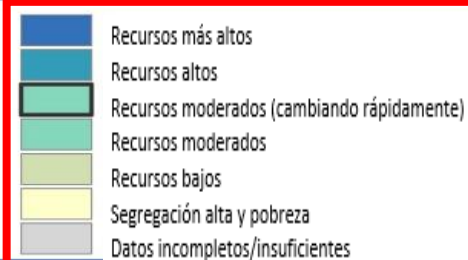 Recursos más altos
Recursos altos
Recursos moderados (cambiando rápidamente)
Recursos moderados
Recursos bajos
Segregación alta y pobreza
Datos incompletos/insuficientes